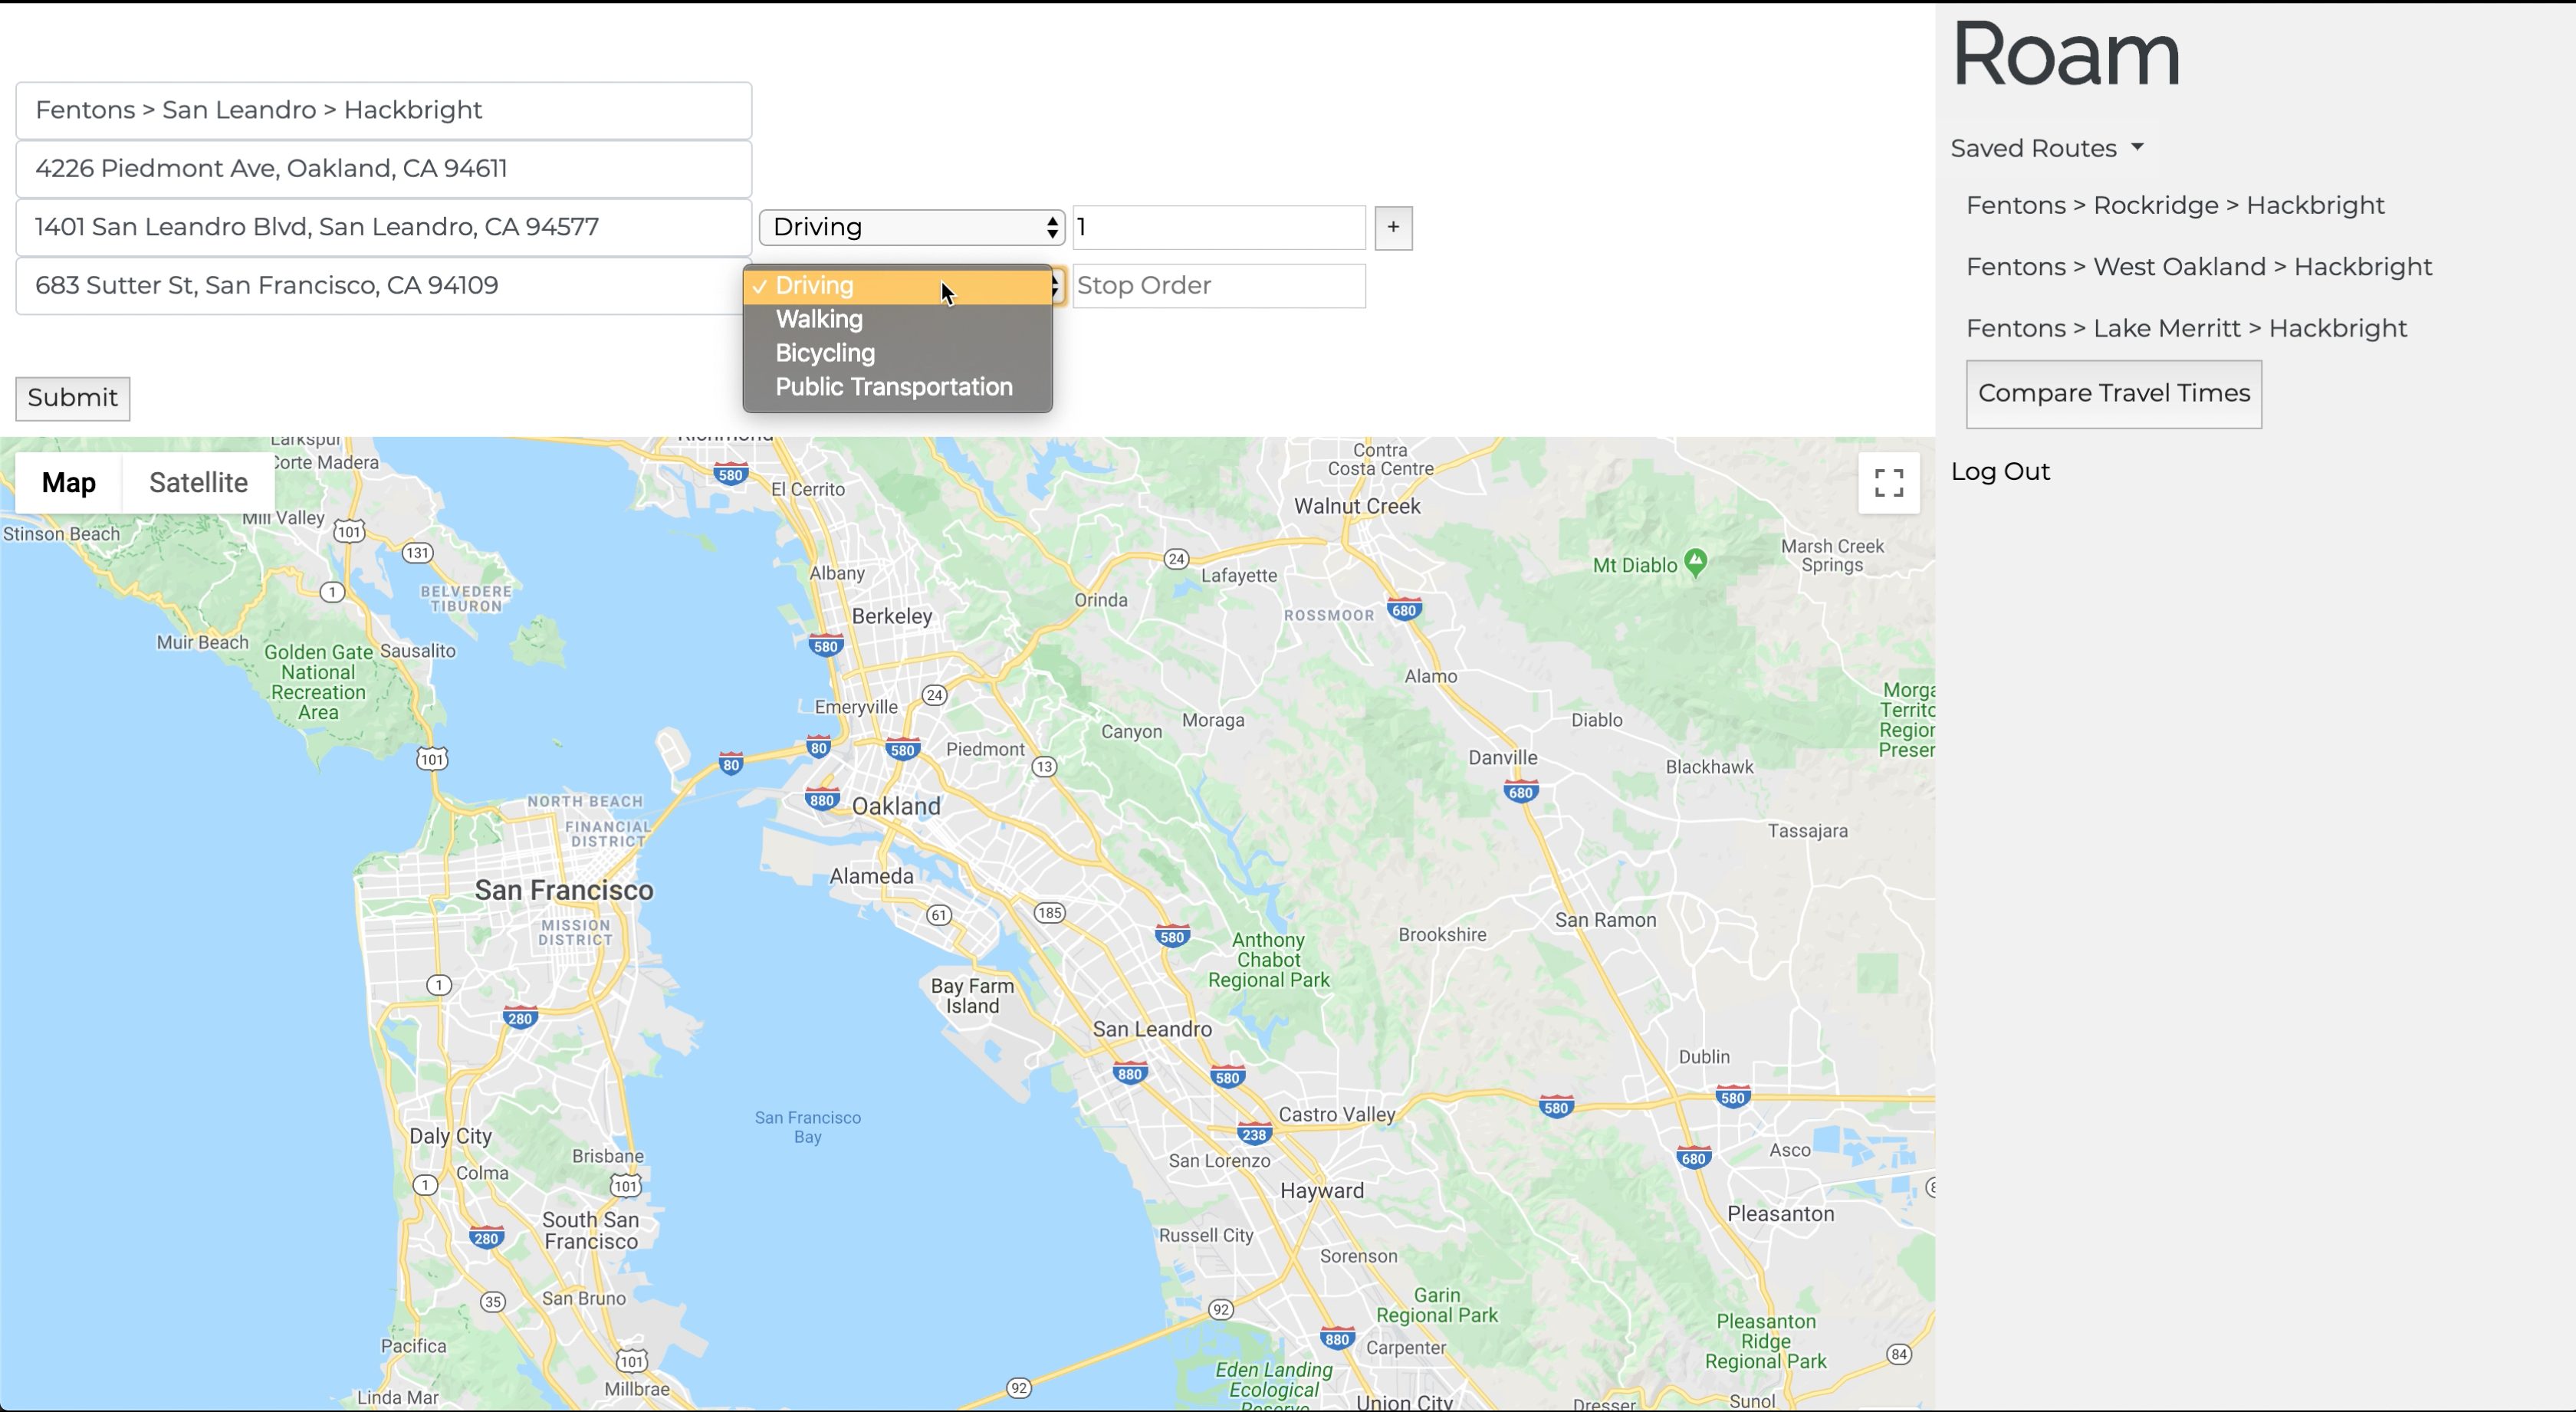 Roam
Fentons > San Leandro > Hackbright
4226 Piedmont Ave, Oakland, CA 94611
1401 San Leandro Blvd, San Leandro, CA 94577
Driving
1
+
683 Sutter St, San Francisco, CA 94109
✓ Driving
Walking
Bicycling
Public Transportation
Stop Order
Submit
Saved Routes
Fentons > Rockridge > Hackbright
Fentons > West Oakland > Hackbright
Fentons > Lake Merritt > Hackbright
Compare Travel Times
Log Out
Map
Satellite
Larkspur
Corte Madera
Richmond
580
El Cerrito
Contra
Costa Centre
Walnut Creek
Mill Valley
Stinson Beach
101
131
24
Lafayette
Mt Diablo
Marsh Creek
Springs
Albany
1
BELVEDERE
TIBURON
Orinda
ROSSMOOR
680
Berkeley
Muir Beach
580
Golden Gate
National
Recreation
Area
Sausalito
Alamo
24
Emeryville
Morga
Territo
Region
Preser
Canyon
Moraga
Diablo
101
80
80
580
Piedmont
13
Danville
Blackhawk
680
NORTH BEACH
880
Oakland
FINANCIAL
DISTRICT
Tassajara
San Francisco
Alameda
MISSION
DISTRICT
61
185
580
San Ramon
Brookshire
Anthony
Chabot
Regional Park
1
280
Bay Farm
Island
San Leandro
880
580
Dublin
580
580
San Francisco
Bay
Castro Valley
238
Daly City
Colma
Brisbane
San Lorenzo
680
Asco
1
101
Hayward
Pleasanton
South San
Francisco
280
Russell City
Sorenson
35
San Bruno
92
Garin
Regional Park
880
Carpenter
Pleasanton
Ridge
Regional Park
84
Pacifica
101
92
Eden Landing
Ecological
Reserve
Linda Mar
Millbrae
Union City
Dresser
Sunol